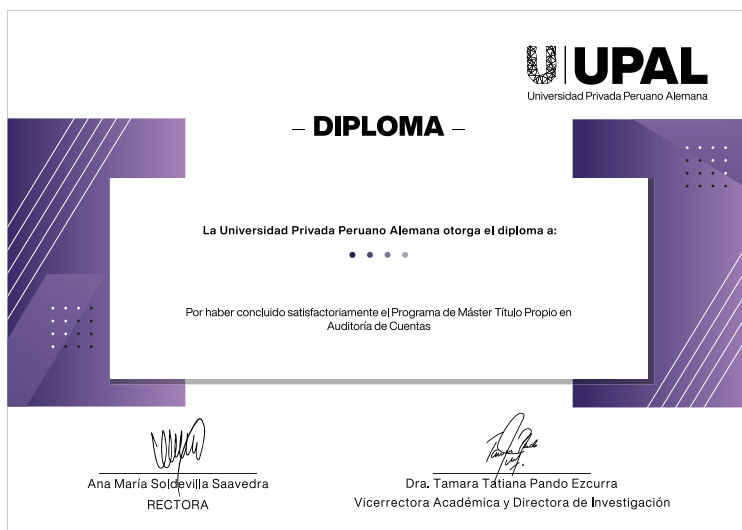 UPAL
Universidad Privada Peruano Alemana
– DIPLOMA –
La Universidad Privada Peruano Alemana otorga el diploma a:
Por haber concluido satisfactoriamente el Programa de Máster Título Propio en
Auditoría de Cuentas
Ana María Soldevilla Saavedra
RECTORA
Dra. Tamara Tatiana Pando Ezcurra
Vicerrectora Académica y Directora de Investigación